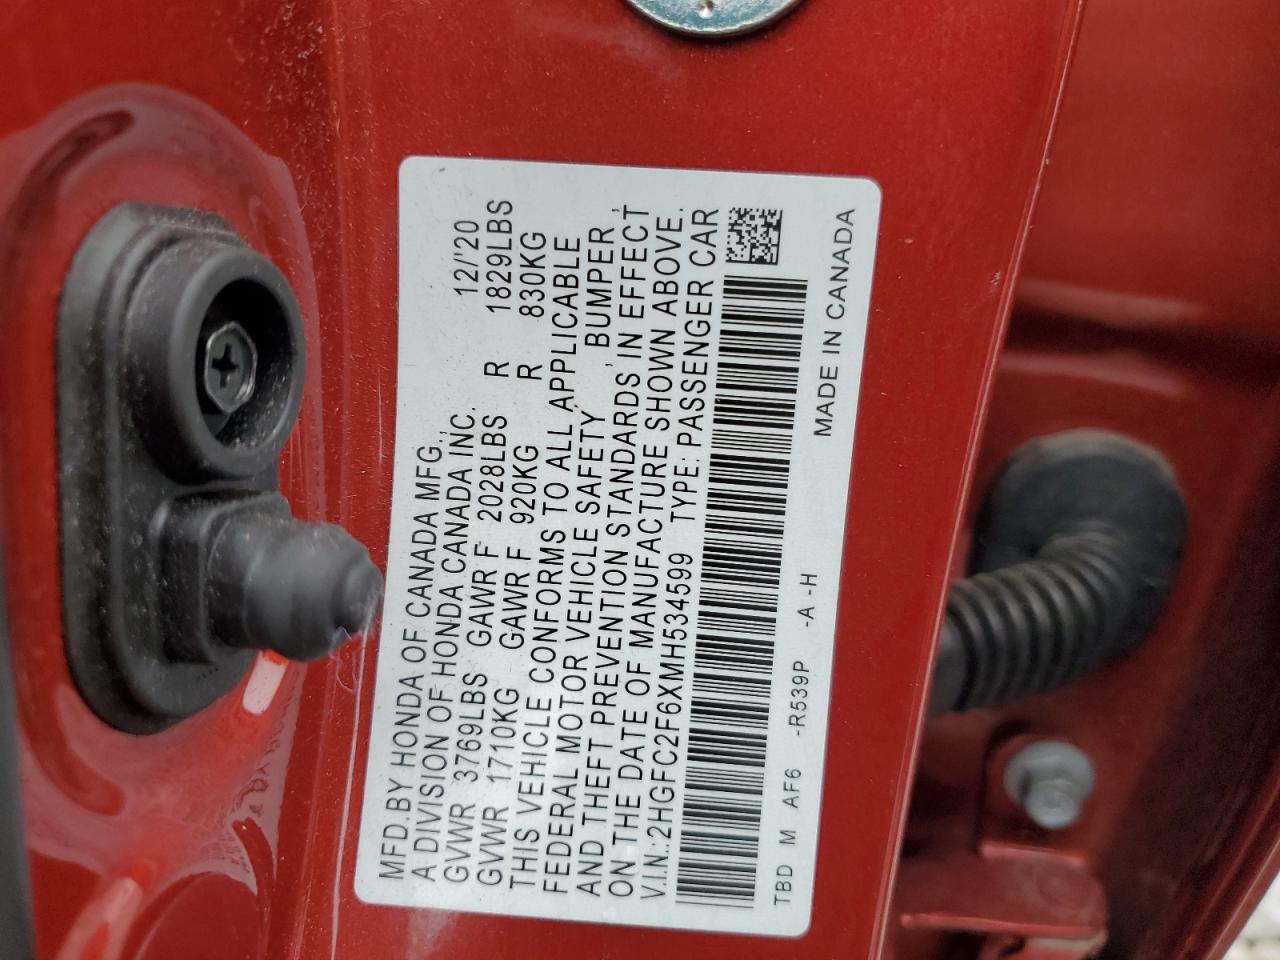 MFD.BY HONDA OF CANADA MFG.,
A DIVISION OF HONDA CANADA INC. 12/'20
GVWR 3769LBS GAWR F 2028LBS R 1829LBS
GVWR 1710KG GAWR F 920KG R 830KG
THIS VEHICLE CONFORMS TO ALL APPLICABLE
FEDERAL MOTOR VEHICLE SAFETY, BUMPER,
AND THEFT PREVENTION STANDARDS IN EFFECT
ON THE DATE OF MANUFACTURE SHOWN ABOVE.
V.I.N.:2HGFC2F6XMH534599 TYPE: PASSENGER CAR
TBD M AF6 -R539P -A -H MADE IN CANADA